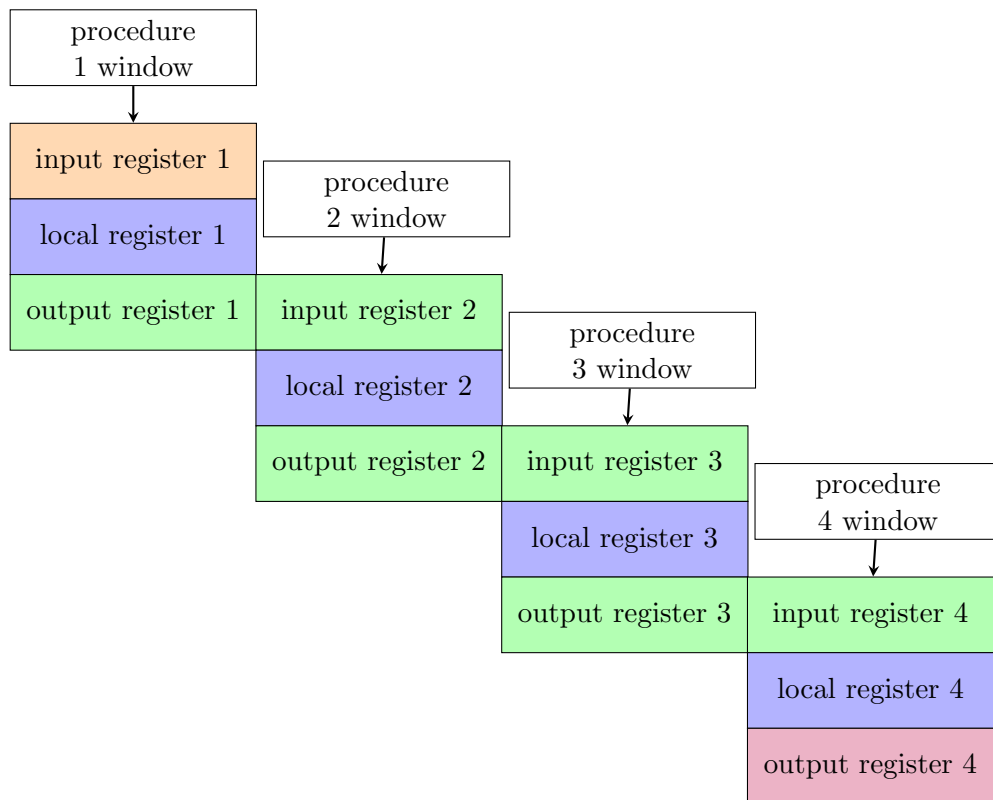 procedure
1 window
input register 1
local register 1
output register 1
procedure
2 window
input register 2
local register 2
output register 2
procedure
3 window
input register 3
local register 3
output register 3
procedure
4 window
input register 4
local register 4
output register 4